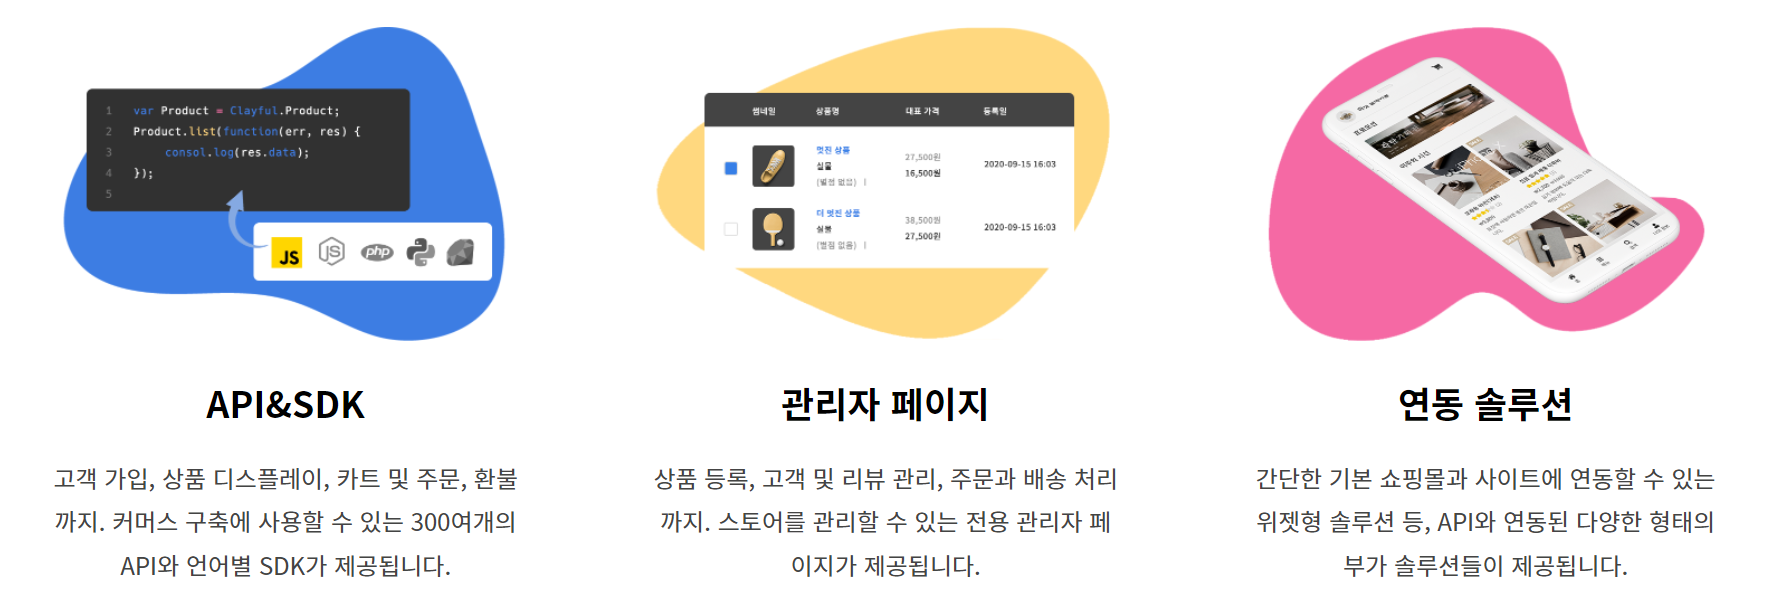 1 var Product = Clayful.Product;
2 Product.list(function(err, res) {
3 consol.log(res.data);
4 });
5
JS
JS
php
썸네일 상품명 대표 가격 등록일
멋진 상품
실물
(별점 없음) |
27,500원
16,500원
2020-09-15 16:03
더 멋진 상품
실물
(별점 없음) |
38,500원
27,500원
2020-09-15 16:03
API&SDK
고객 가입, 상품 디스플레이, 카트 및 주문, 환불
까지. 커머스 구축에 사용할 수 있는 300여개의
API와 언어별 SDK가 제공됩니다.
관리자 페이지
상품 등록, 고객 및 리뷰 관리, 주문과 배송 처리
까지. 스토어를 관리할 수 있는 전용 관리자 페
이지가 제공됩니다.
프로모션
연동 솔루션
간단한 기본 쇼핑몰과 사이트에 연동할 수 있는
위젯형 솔루션 등, API와 연동된 다양한 형태의
부가 솔루션들이 제공됩니다.